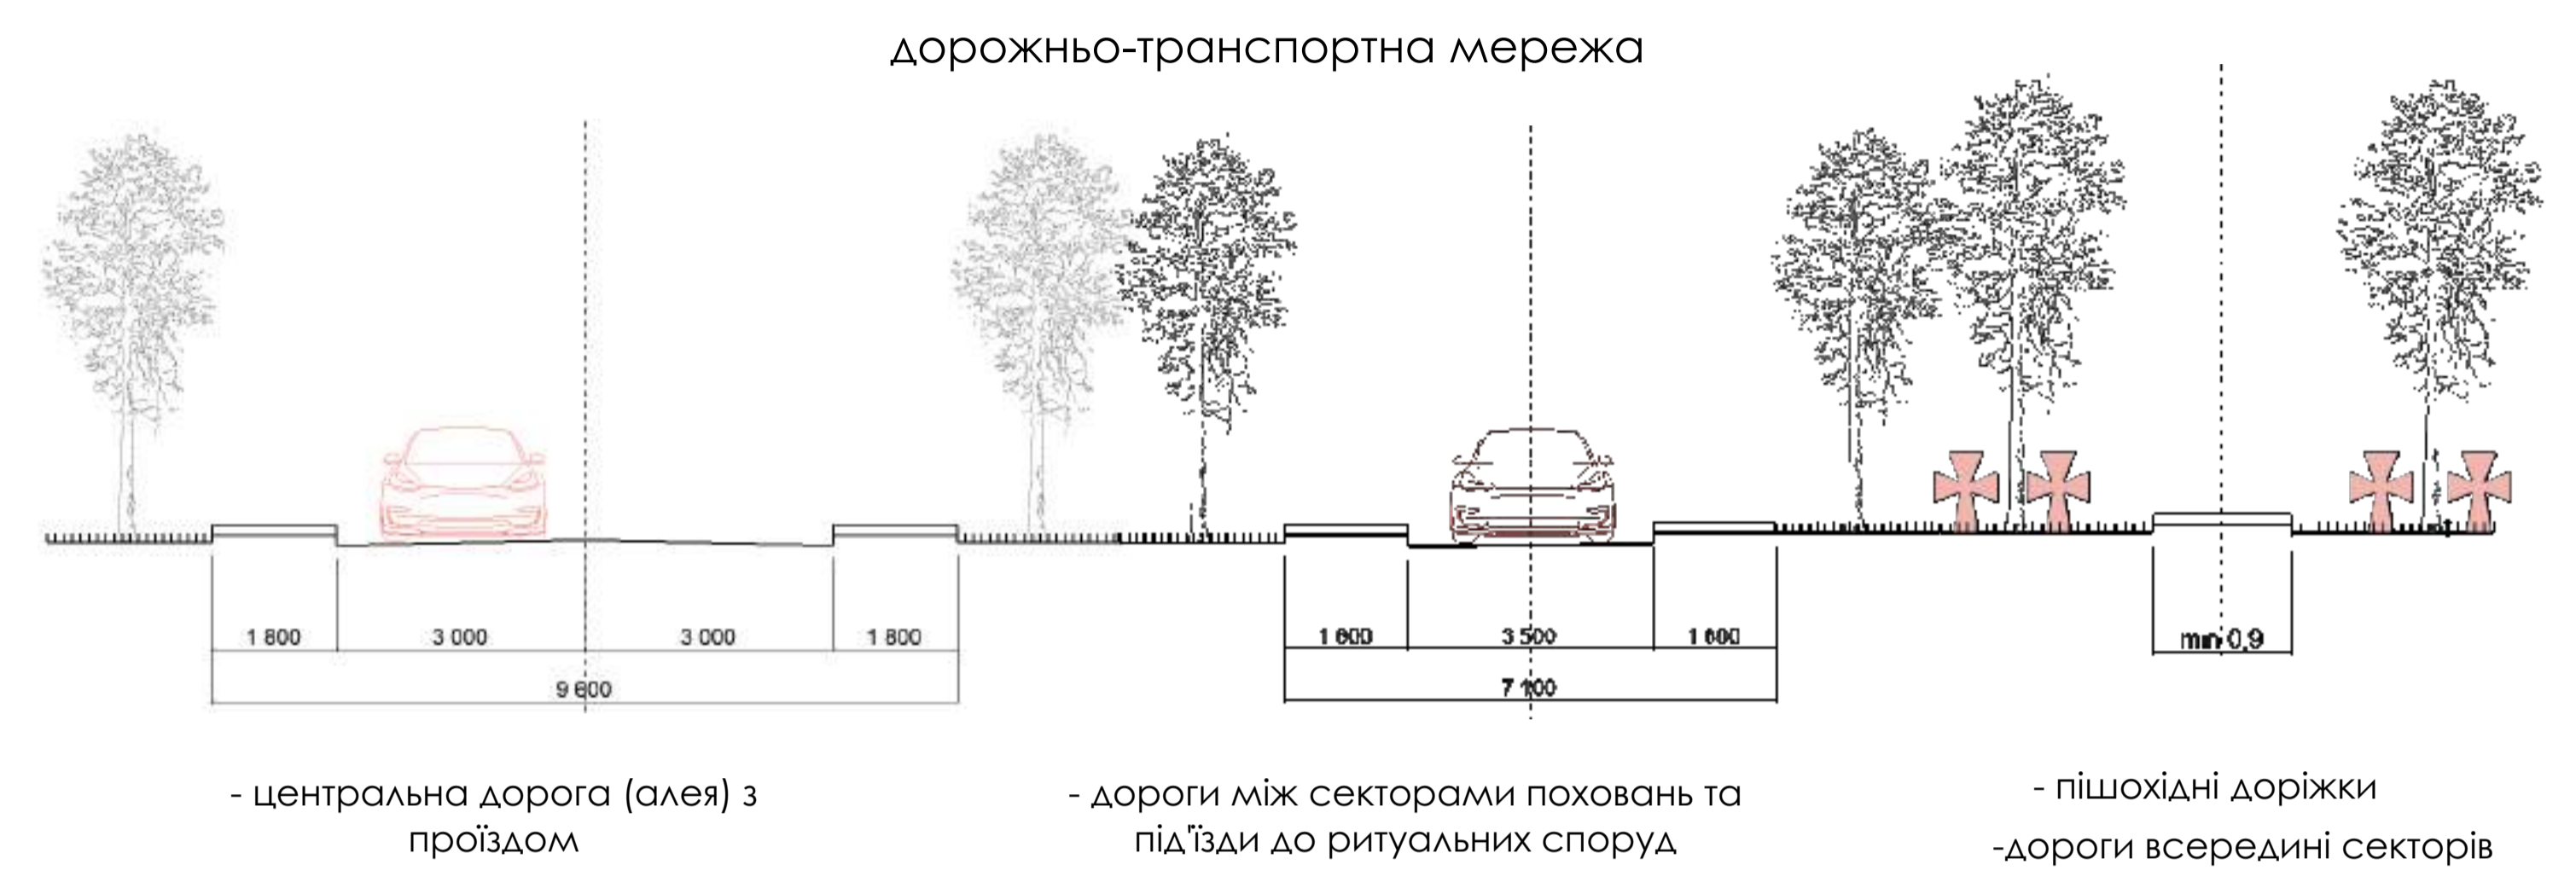 дорожньо-транспортна мережа
1 800 3 000 3 000 1 800
9 600
1 800 3 500 1 800
7 100
min 0,9
- центральна дорога (алея) з
проїздом
- дороги між секторами поховань та
під'їзди до ритуальних споруд
- пішохідні доріжки
-дороги всередині секторів